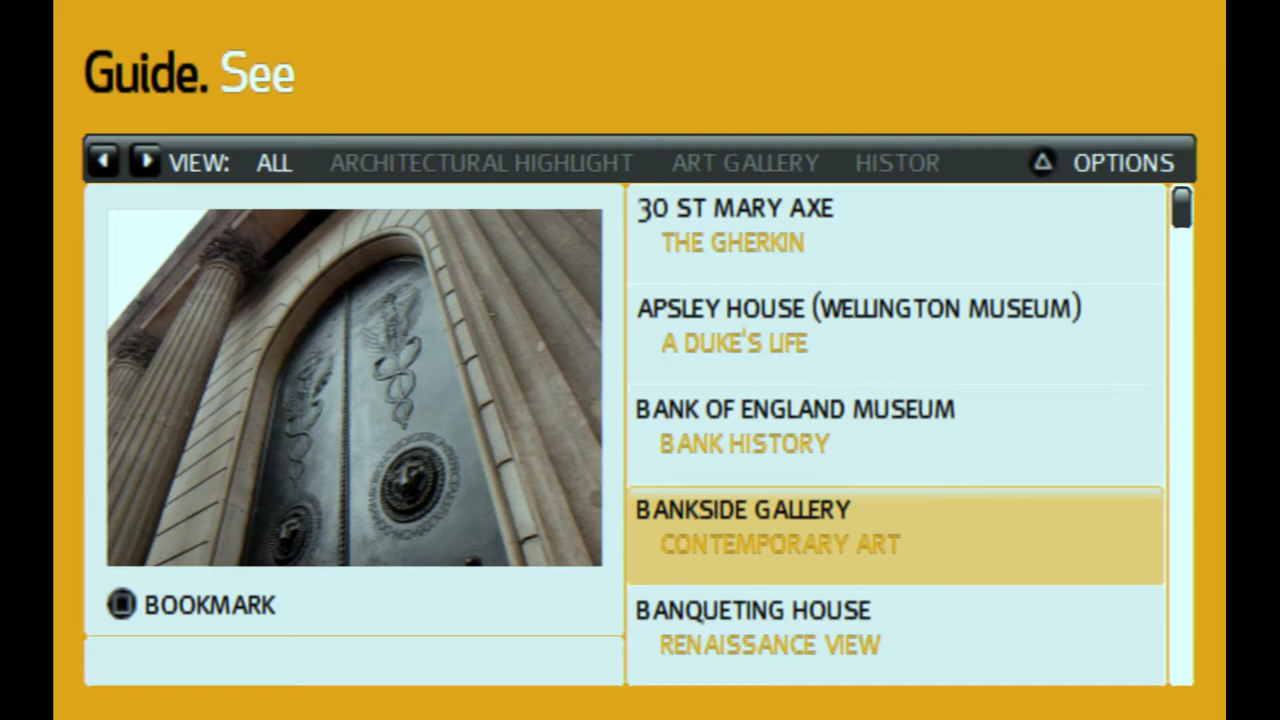 Guide. See
VIEW: ALL ARCHITECTURAL HIGHLIGHT ART GALLERY HISTOR OPTIONS
30 ST MARY AXE
THE GHERKIN
APSLEY HOUSE (WELLINGTON MUSEUM)
A DUKE'S LIFE
BANK OF ENGLAND MUSEUM
BANK HISTORY
BANKSIDE GALLERY
CONTEMPORARY ART
BANQUETING HOUSE
RENAISSANCE VIEW
BOOKMARK